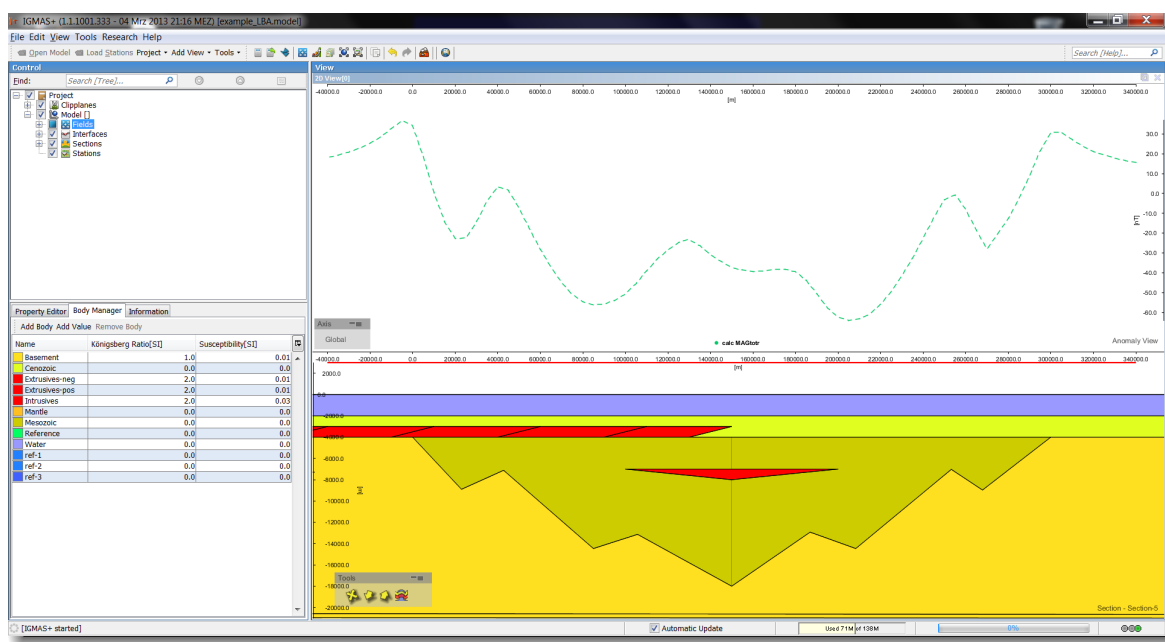 IGMAS+ (1.1.1001.333 - 04 Mrz 2013 21:16 MEZ) [example_LBA.model]
File Edit View Tools Research Help
Open Model Load Stations Project Add View Tools Search [Help]...
Control
Find: Search [Tree]...
Project
Clipplanes
Model []
Fields
Interfaces
Sections
Stations
Property Editor Body Manager Information
Add Body Add Value Remove Body
Name Königsberg Ratio[SI] Susceptibility[SI]
Basement 1.0 0.01
Cenozoic 0.0 0.0
Extrusives-neg 2.0 0.01
Extrusives-pos 2.0 0.01
Intrusives 2.0 0.03
Mantle 0.0 0.0
Mesozoic 0.0 0.0
Reference 0.0 0.0
Water 0.0 0.0
ref-1 0.0 0.0
ref-2 0.0 0.0
ref-3 0.0 0.0
View
2D View[0]
-40000.0 -20000.0 0.0 20000.0 40000.0 60000.0 80000.0 100000.0 120000.0 140000.0 160000.0 180000.0 200000.0 220000.0 240000.0 260000.0 280000.0 300000.0 320000.0 340000.0
[m]
30.0
20.0
10.0
0.0
-10.0
[nT]
-20.0
-30.0
-40.0
-50.0
-60.0
Axis
Global
calc MAGtotr
Anomaly View
-40000.0 -20000.0 0.0 20000.0 40000.0 60000.0 80000.0 100000.0 120000.0 140000.0 160000.0 180000.0 200000.0 220000.0 240000.0 260000.0 280000.0 300000.0 320000.0 340000.0
[m]
2000.0
0.0
-2000.0
-4000.0
-6000.0
-8000.0
[m]
-10000.0
-12000.0
-14000.0
-16000.0
Tools
-18000.0
-20000.0
Section - Section-5
[IGMAS+ started] Automatic Update Used 71M of 138M 0%